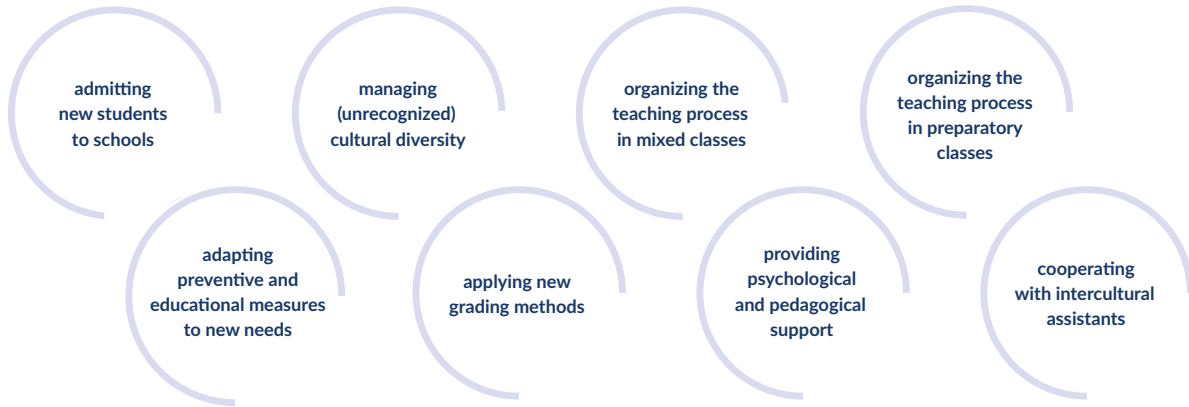 admitting
new students
to schools
managing
(unrecognized)
cultural diversity
organizing the
teaching process
in mixed classes
organizing the
teaching process
in preparatory
classes
adapting
preventive and
educational measures
to new needs
applying new
grading methods
providing
psychological
and pedagogical
support
cooperating
with intercultural
assistants